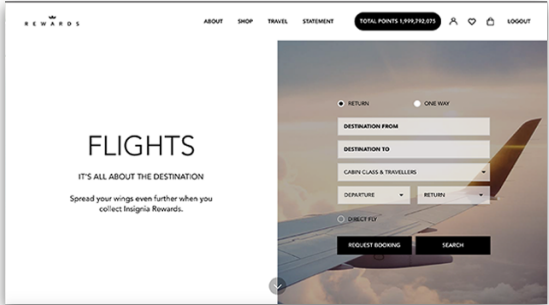 REWARDS
ABOUT SHOP TRAVEL STATEMENT TOTAL POINTS 1,999,792,075 LOGOUT
RETURN ONE WAY
DESTINATION FROM
DESTINATION TO
CABIN CLASS & TRAVELLERS
DEPARTURE RETURN
DIRECT FLY
REQUEST BOOKING SEARCH
FLIGHTS
IT'S ALL ABOUT THE DESTINATION
Spread your wings even further when you
collect Insignia Rewards.